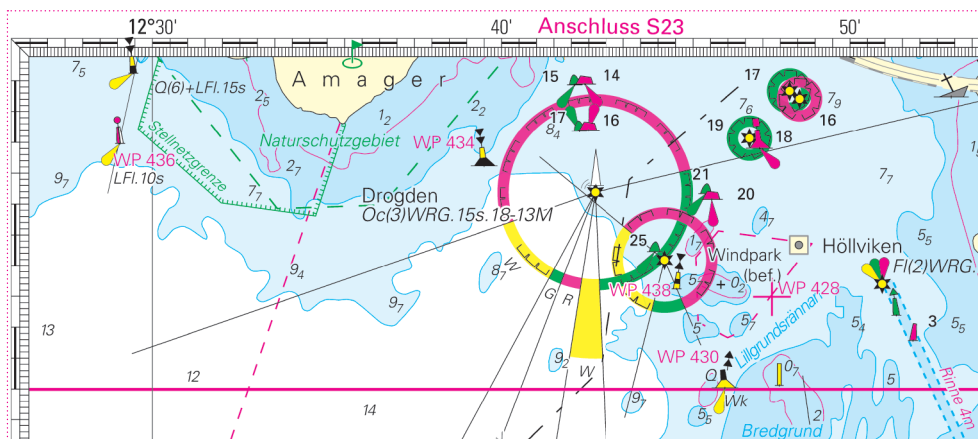 12°30'
40'
Anschluss S23
50'
7₅
Q(6)+LFl.15s
2₅
Amager
1₂
2₂
15
14
17
8₄
16
17
7₆
7₉
16
19
18
Stellnetzgrenze
Naturschutzgebiet
WP 434
WP 436
LFl.10s
9₇
2₇
2₇
7₇
Drogden
Oc(3)WRG.15s.18-13M
21
20
4₇
5₅
7₇
25
1₇
Windpark
(bef.)
Höllviken
Fl(2)WRG.
9₄
8₇
W
G
R
WP 438
5
0₂
WP 428
9₇
13
5
5₇
Lillgrundsrännan
5₄
3
5₅
9₂
W
WP 430
Q
0₇
12
14
9₇
5₅
Wk
2
5
Bredgrund
Rinne 4m